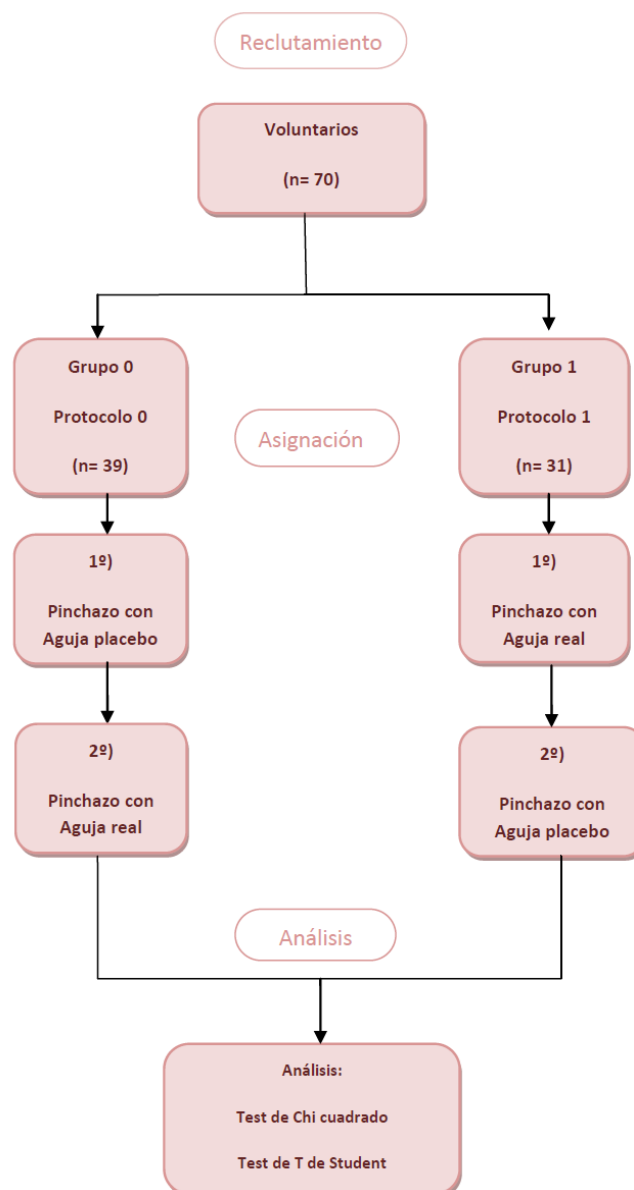 Reclutamiento
Voluntarios
(n= 70)
Grupo 0
Protocolo 0
(n= 39)
Asignación
Grupo 1
Protocolo 1
(n= 31)
1º)
Pinchazo con
Aguja placebo
1º)
Pinchazo con
Aguja real
2º)
Pinchazo con
Aguja real
2º)
Pinchazo con
Aguja placebo
Análisis
Análisis:
Test de Chi cuadrado
Test de T de Student